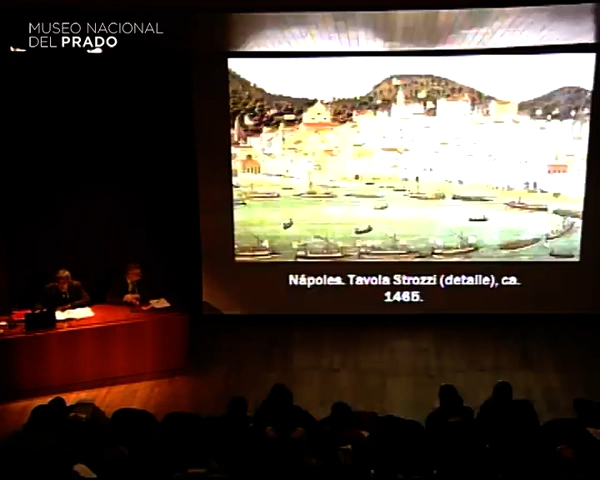 MUSEO NACIONAL
DEL PRADO
Nápoles. Tavola Strozzi (detalle), ca.
1465.